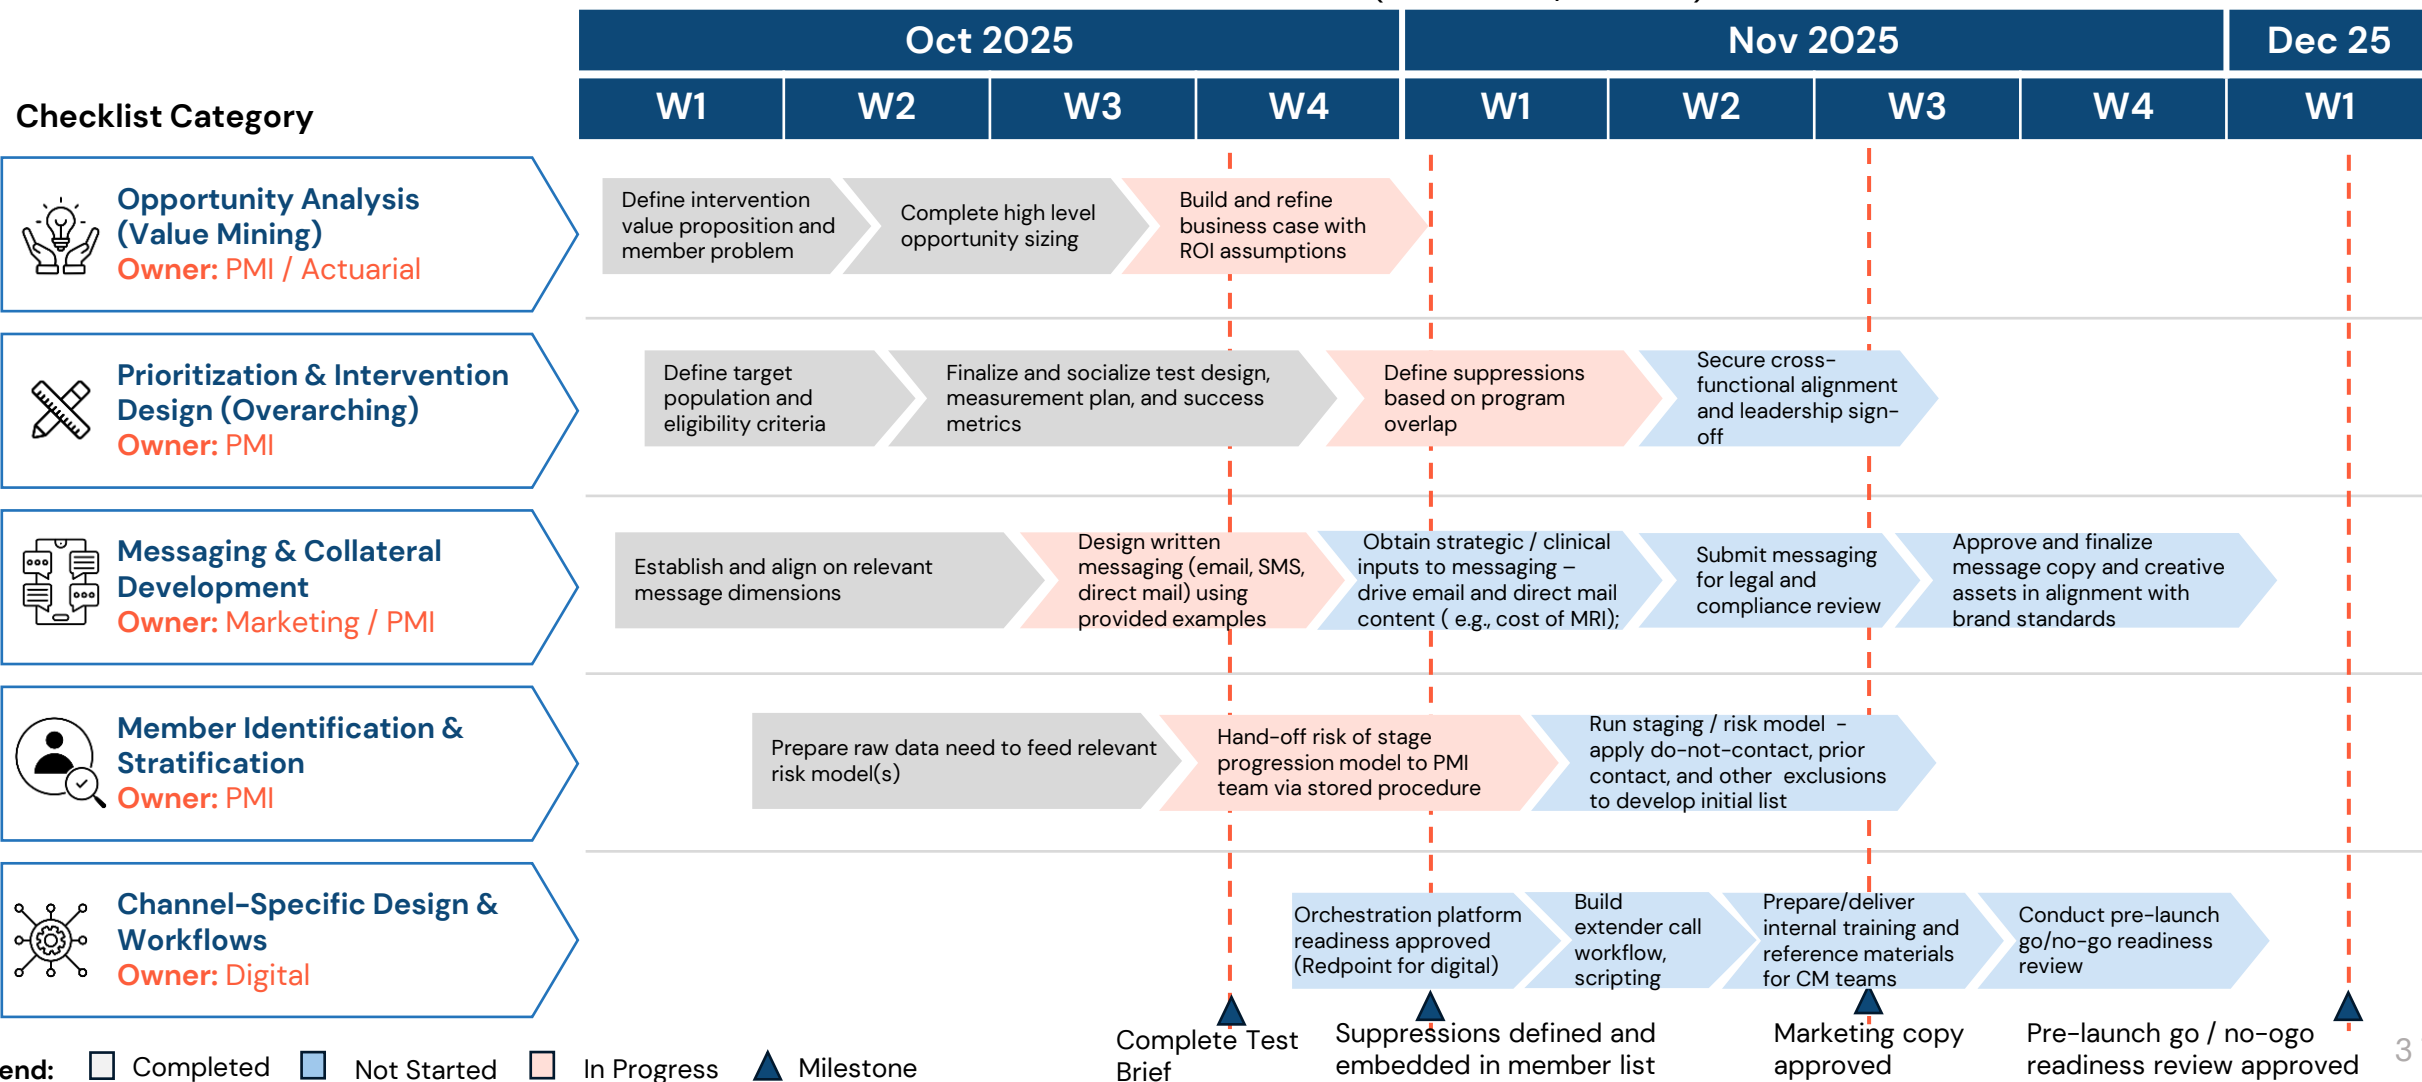 Oct 2025
Nov 2025
Dec 25
Checklist Category
W1
W2
W3
W4
W1
W2
W3
W4
W1
Opportunity Analysis
(Value Mining)
Owner: PMI / Actuarial
Define intervention
value proposition and
member problem
Complete high level
opportunity sizing
Build and refine
business case with
ROI assumptions
Prioritization & Intervention
Design (Overarching)
Owner: PMI
Define target
population and
eligibility criteria
Finalize and socialize test design,
measurement plan, and success
metrics
Define suppressions
based on program
overlap
Secure cross-
functional alignment
and leadership sign-
off
Messaging & Collateral
Development
Owner: Marketing / PMI
Establish and align on relevant
message dimensions
Design written
messaging (email, SMS,
direct mail) using
provided examples
Obtain strategic / clinical
inputs to messaging –
drive email and direct mail
content ( e.g., cost of MRI);
Submit messaging
for legal and
compliance review
Approve and finalize
message copy and creative
assets in alignment with
brand standards
Member Identification &
Stratification
Owner: PMI
Prepare raw data need to feed relevant
risk model(s)
Hand-off risk of stage
progression model to PMI
team via stored procedure
Run staging / risk model -
apply do-not-contact, prior
contact, and other exclusions
to develop initial list
Channel-Specific Design &
Workflows
Owner: Digital
Orchestration platform
readiness approved
(Redpoint for digital)
Build
extender call
workflow,
scripting
Prepare/deliver
internal training and
reference materials
for CM teams
Conduct pre-launch
go/no-go readiness
review
Complete Test
Brief
Suppressions defined and
embedded in member list
Marketing copy
approved
Pre-launch go / no-ogo
readiness review approved
3
end:
Completed
Not Started
In Progress
Milestone